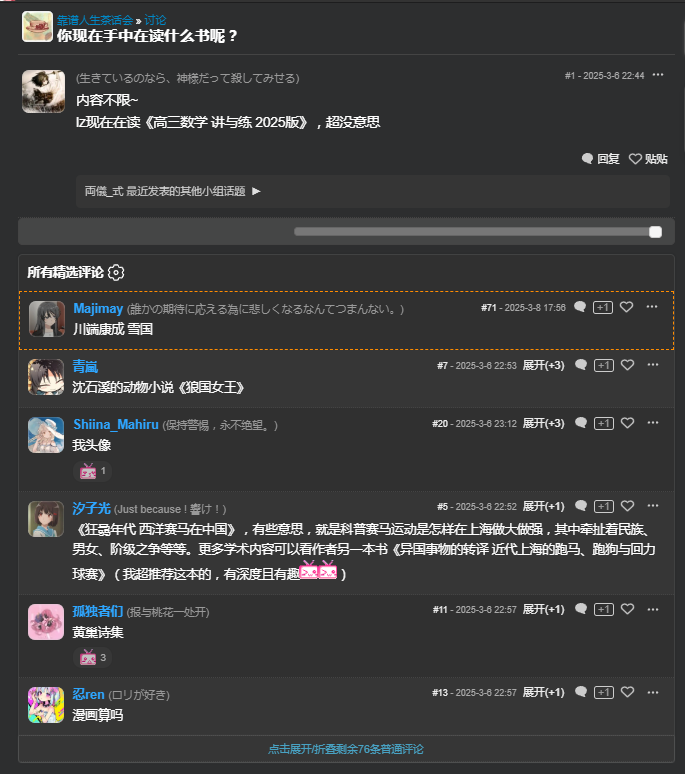 靠谱人生茶话会 » 讨论
你现在手中在读什么书呢？
(生きているのなら、神様だって殺してみせる)
#1 - 2025-3-6 22:44 ···
内容不限~
lz现在在读《高三数学 讲与练 2025版》，超没意思
回复 贴贴
両儀_式 最近发表的其他小组话题 ▶
所有精选评论
Majimay (誰かの期待に応える為に悲しくなるなんてつまんない。)
#71 - 2025-3-8 17:56 +1 ···
川端康成 雪国
青嵐
#7 - 2025-3-6 22:53 展开(+3) +1 ···
沈石溪的动物小说《狼国女王》
Shiina_Mahiru (保持警惕，永不绝望。)
#20 - 2025-3-6 23:12 展开(+3) +1 ···
我头像
1
汐子光 (Just because ! 響け！)
#5 - 2025-3-6 22:52 展开(+1) +1 ···
《狂骉年代 西洋赛马在中国》，有些意思，就是科普赛马运动是怎样在上海做大做强，其中牵扯着民族、
男女、阶级之争等等。更多学术内容可以看作者另一本书《异国事物的转译 近代上海的跑马、跑狗与回力
球赛》（我超推荐这本的，有深度且有趣）
孤独者们 (报与桃花一处开)
#11 - 2025-3-6 22:57 展开(+1) +1 ···
黄巢诗集
3
忍ren (ロリが好き)
#13 - 2025-3-6 22:57 展开(+1) +1 ···
漫画算吗
点击展开/折叠剩余76条普通评论